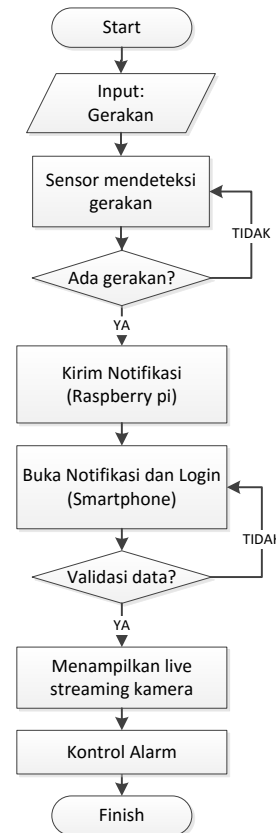 Start
Input:
Gerakan
Sensor mendeteksi
gerakan
TIDAK
Ada gerakan?
YA
Kirim Notifikasi
(Raspberry pi)
Buka Notifikasi dan Login
(Smartphone)
TIDAK
Validasi data?
YA
Menampilkan live
streaming kamera
Kontrol Alarm
Finish